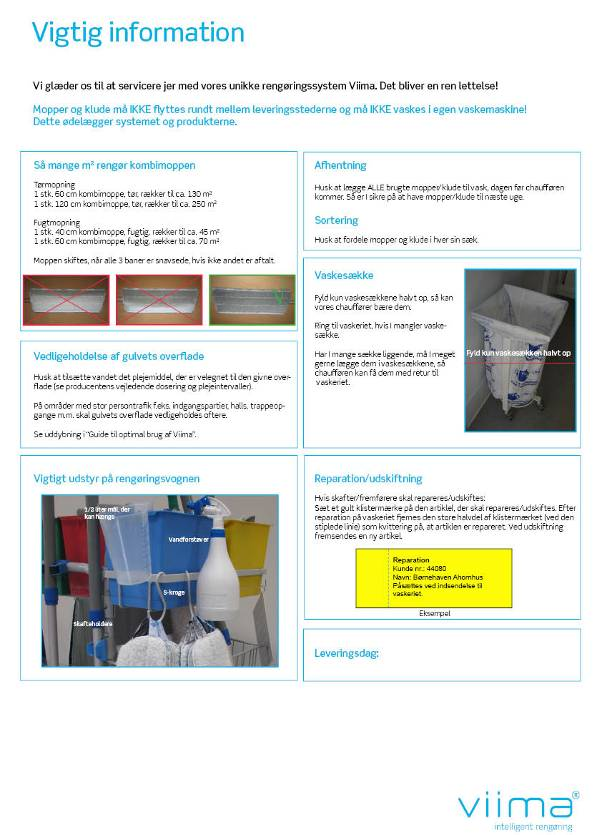 Vigtig information
Vi glæder os til at servicere jer med vores unikke rengøringssystem Viima. Det bliver en ren lettelse!
Mopper og klude må IKKE flyttes rundt mellem leveringsstederne og må IKKE vaskes i egen vaskemaskine!
Dette ødelægger systemet og produkterne.
Så mange m² rengør kombimoppen
Tørmopning
1 stk. 60 cm kombimoppe, tør, rækker til ca. 130 m²
1 stk. 120 cm kombimoppe, tør, rækker til ca. 250 m²
Fugtmopning
1 stk. 40 cm kombimoppe, fugtig, rækker til ca. 45 m²
1 stk. 60 cm kombimoppe, fugtig, rækker til ca. 70 m²
Moppen skiftes, når alle 3 baner er snavsede, hvis ikke andet er aftalt.
Vedligeholdelse af gulvets overflade
Husk at tilsætte vandet det plejemiddel, der er velegnet til den givne over-
flade (se producentens vejledende dosering og plejeintervaller).
På områder med stor persontrafik f.eks. indgangspartier, halls, trappeop-
gange m.m. skal gulvets overflade vedligeholdes oftere.
Se uddybning i "Guide til optimal brug af Viima".
Vigtigt udstyr på rengøringsvognen
1/2 liter mål, der
kan hænge
Vandforstøver
S-kroge
Skafteholdere
Afhentning
Husk at lægge ALLE brugte mopper/klude til vask, dagen før chaufføren
kommer. Så er I sikre på at have mopper/klude til næste uge.
Sortering
Husk at fordele mopper og klude i hver sin sæk.
Vaskesække
Fyld kun vaskesækkene halvt op, så kan
vores chauffører bære dem.
Ring til vaskeriet, hvis I mangler vaske-
sække.
Har I mange sække liggende, må I meget
gerne lægge dem i vaskesækkene, så
chaufføren kan få dem med retur til
vaskeriet.
Fyld kun vaskesækken halvt op
Reparation/udskiftning
Hvis skafter/fremførere skal repareres/udskiftes:
Sæt et gult klistermærke på den artikel, der skal repareres/udskiftes. Efter
reparation på vaskeriet fjernes den store halvdel af klistermærket (ved den
stiplede linie) som kvittering på, at artiklen er repareret. Ved udskiftning
fremsendes en ny artikel.
Reparation
Kunde nr.: 44080
Navn: Børnehaven Ahornhus
Påsættes ved indsendelse til
vaskeriet.
Eksempel
Leveringsdag:
viima®
intelligent rengøring